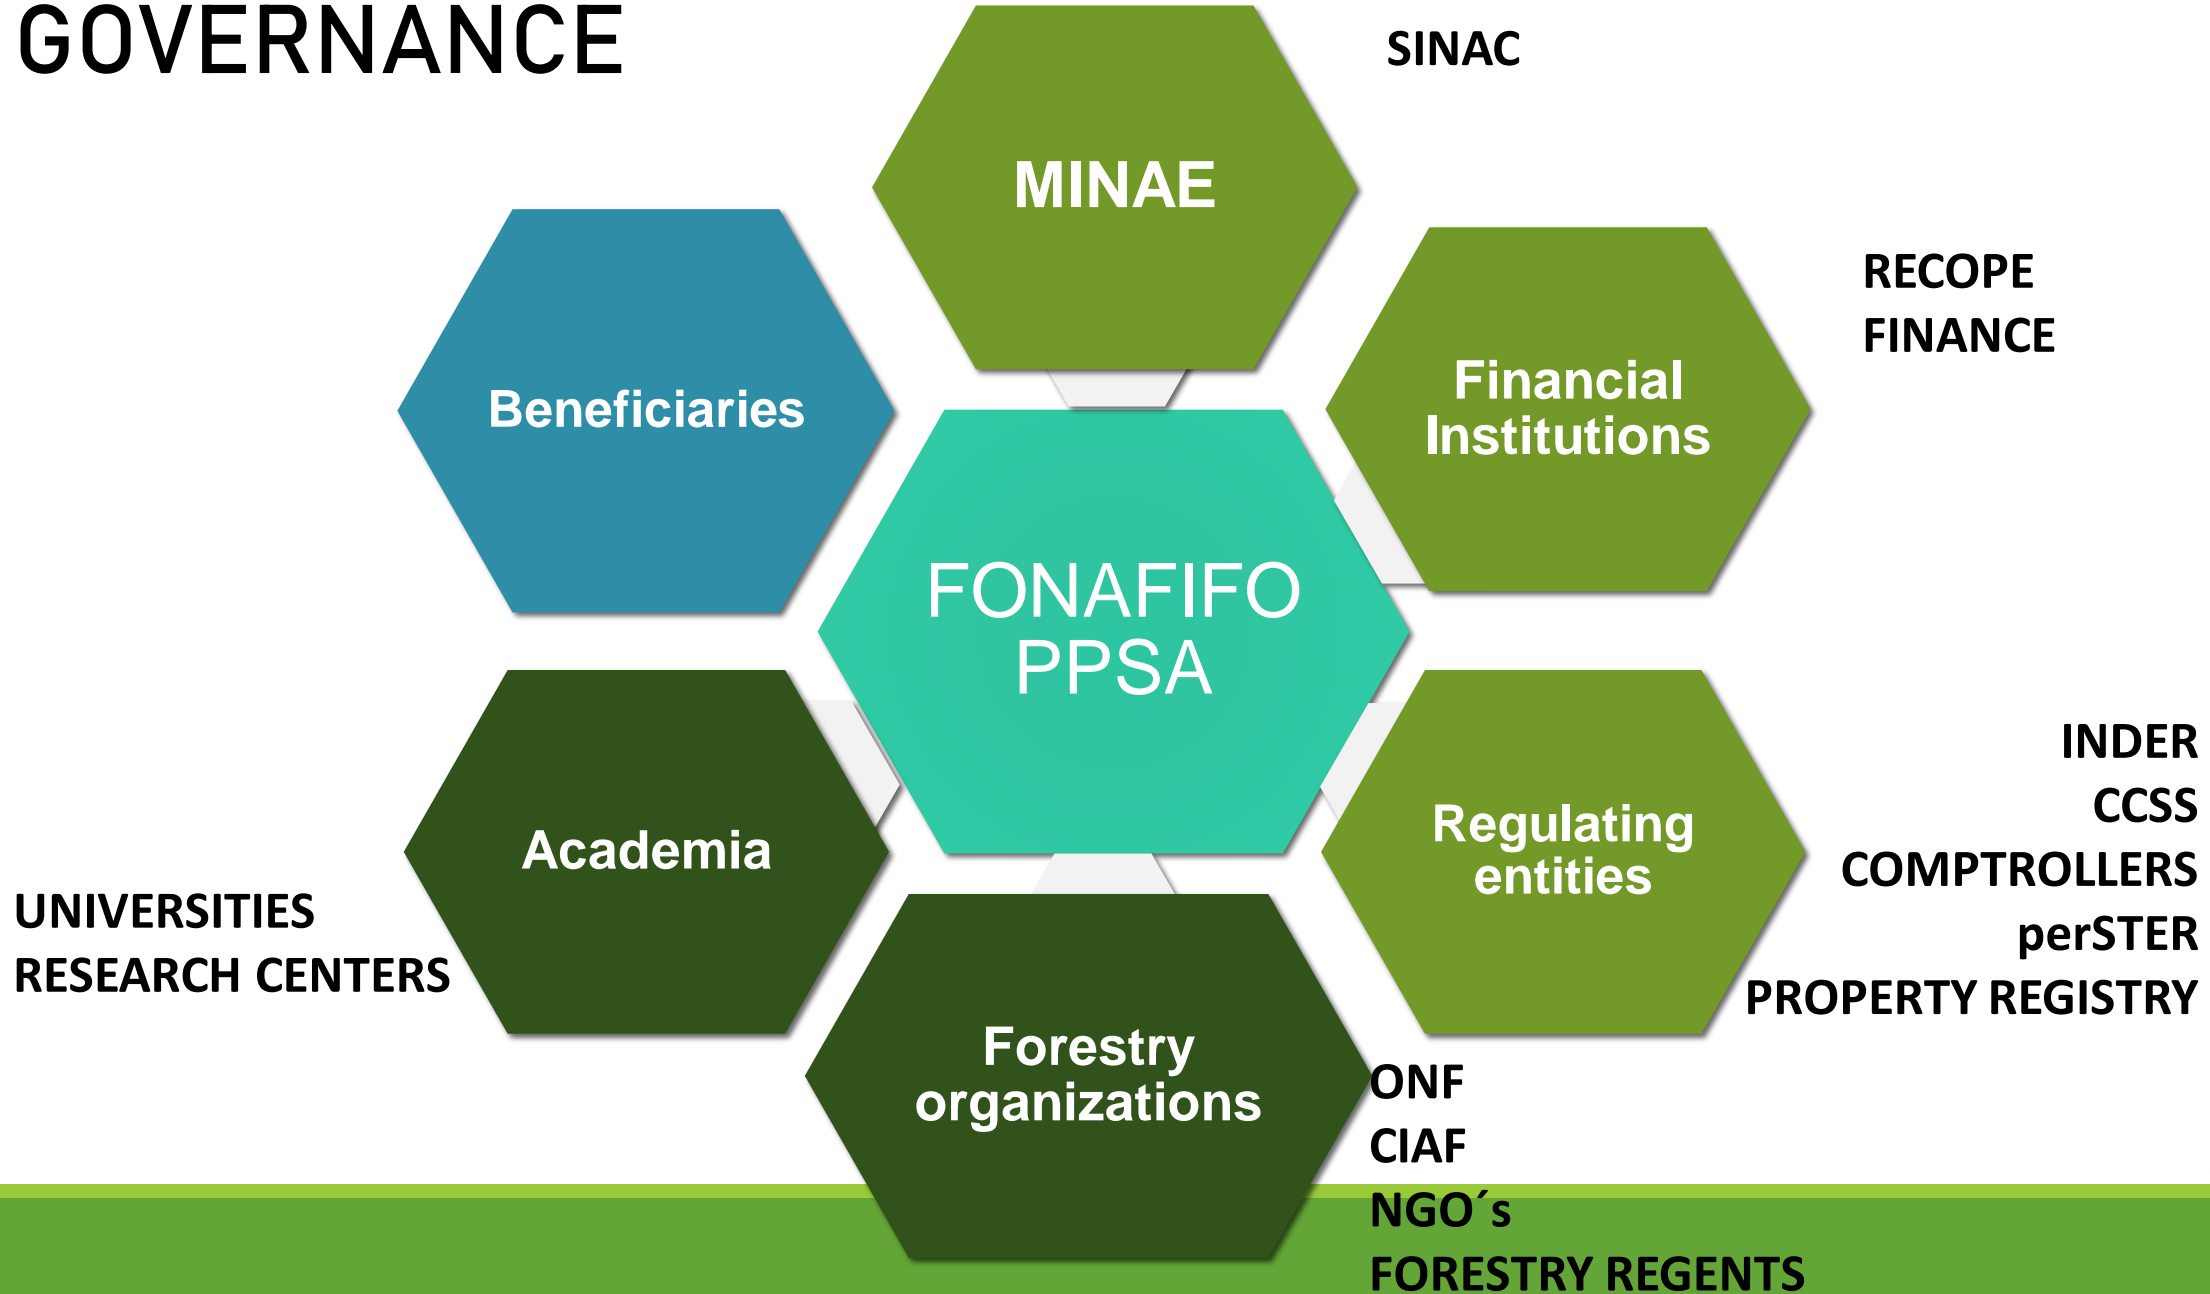 GOVERNANCE
SINAC
MINAE
RECOPE
FINANCE
Financial
Institutions
Beneficiaries
FONAFIFO
PPSA
INDER
CCSS
COMPTROLLERS
perSTER
PROPERTY REGISTRY
Regulating
entities
Academia
UNIVERSITIES
RESEARCH CENTERS
Forestry
organizations
ONF
CIAF
NGO´s
FORESTRY REGENTS